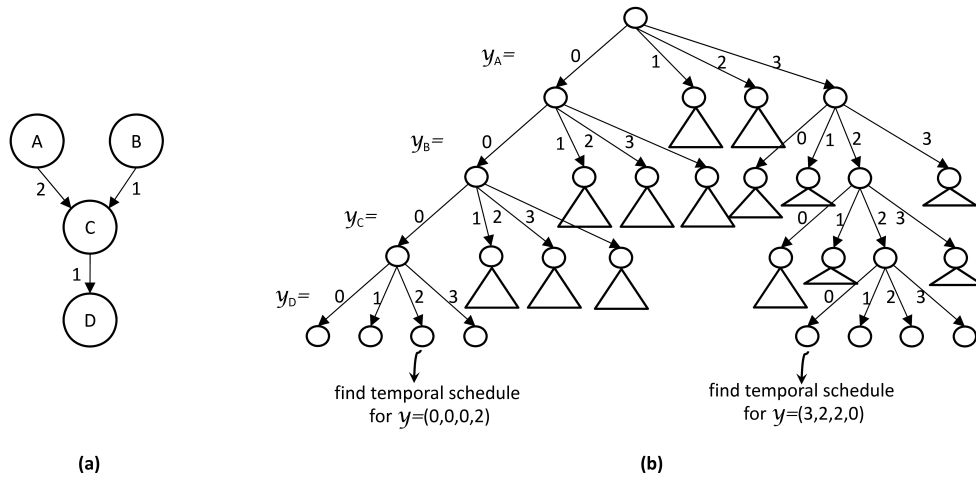 A
B
2
1
C
1
D
(a)
y_A=
0
1
2
3
y_B=
0
1
2
3
0
1
2
3
y_C=
0
1
2
3
0
1
2
3
y_D=
0
1
2
3
0
1
2
3
find temporal schedule
for y=(0,0,0,2)
find temporal schedule
for y=(3,2,2,0)
(b)